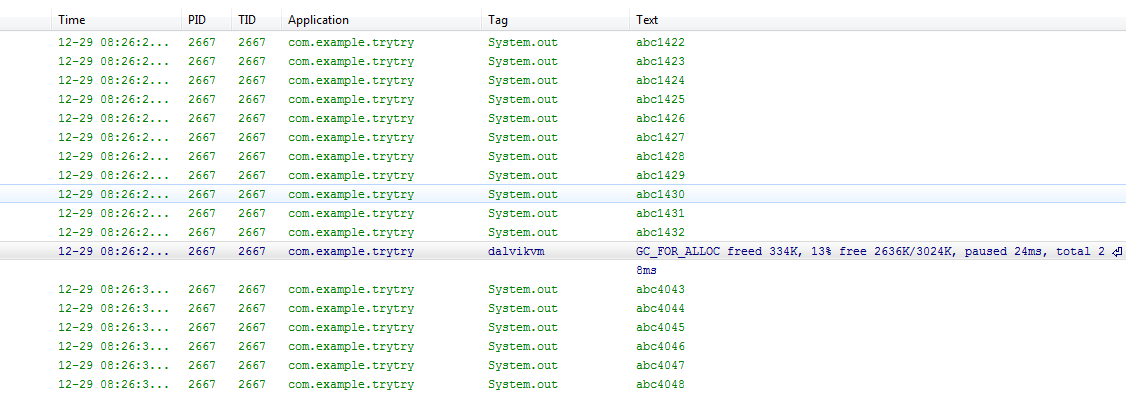 Time PID TID Application Tag Text
12-29 08:26:2... 2667 2667 com.example.trytry System.out abc1422
12-29 08:26:2... 2667 2667 com.example.trytry System.out abc1423
12-29 08:26:2... 2667 2667 com.example.trytry System.out abc1424
12-29 08:26:2... 2667 2667 com.example.trytry System.out abc1425
12-29 08:26:2... 2667 2667 com.example.trytry System.out abc1426
12-29 08:26:2... 2667 2667 com.example.trytry System.out abc1427
12-29 08:26:2... 2667 2667 com.example.trytry System.out abc1428
12-29 08:26:2... 2667 2667 com.example.trytry System.out abc1429
12-29 08:26:2... 2667 2667 com.example.trytry System.out abc1430
12-29 08:26:2... 2667 2667 com.example.trytry System.out abc1431
12-29 08:26:2... 2667 2667 com.example.trytry System.out abc1432
12-29 08:26:2... 2667 2667 com.example.trytry dalvikvm GC_FOR_ALLOC freed 334K, 13% free 2636K/3024K, paused 24ms, total 2
8ms
12-29 08:26:3... 2667 2667 com.example.trytry System.out abc4043
12-29 08:26:3... 2667 2667 com.example.trytry System.out abc4044
12-29 08:26:3... 2667 2667 com.example.trytry System.out abc4045
12-29 08:26:3... 2667 2667 com.example.trytry System.out abc4046
12-29 08:26:3... 2667 2667 com.example.trytry System.out abc4047
12-29 08:26:3... 2667 2667 com.example.trytry System.out abc4048